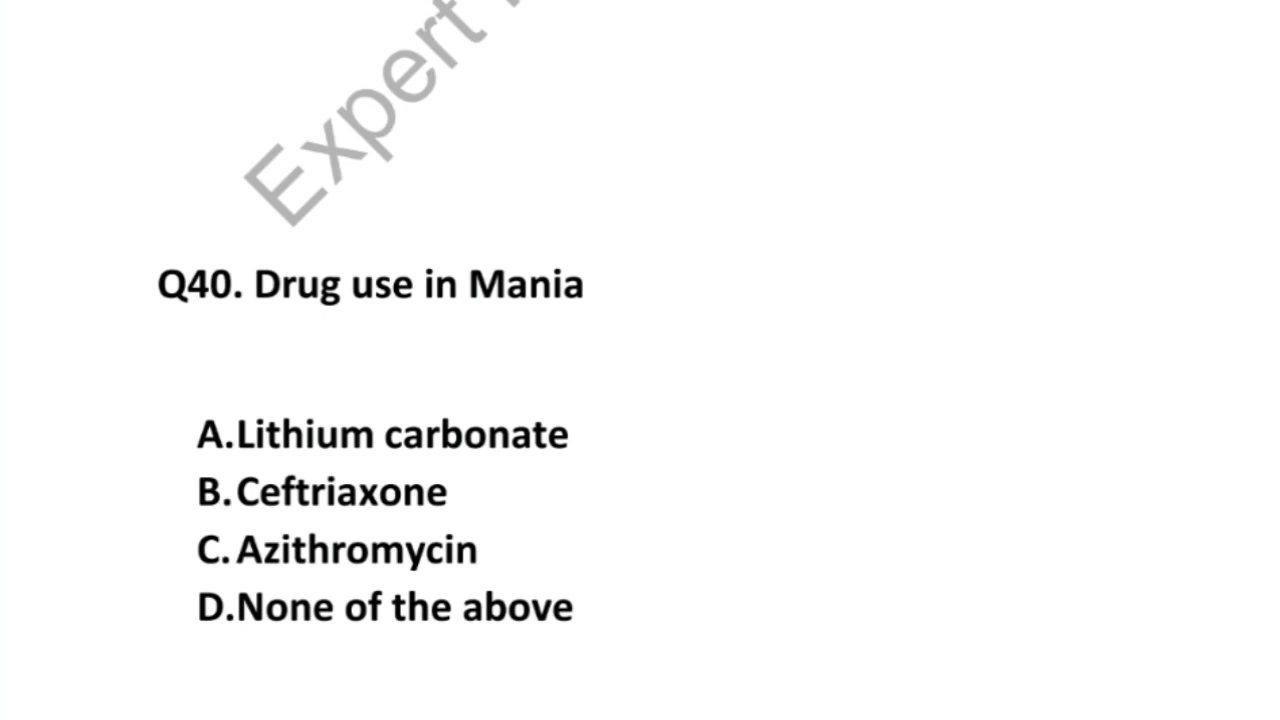 Expert
Q40. Drug use in Mania
A.Lithium carbonate
B.Ceftriaxone
C.Azithromycin
D.None of the above